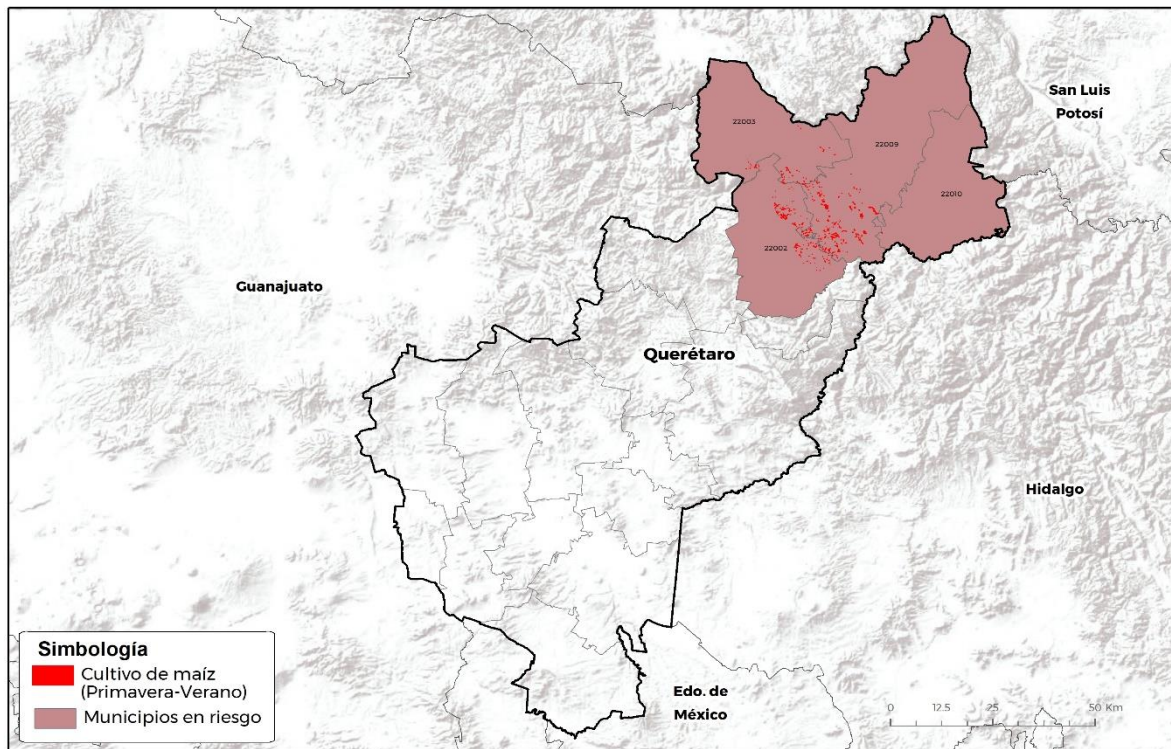 San Luis
Potosí
22003
22009
22010
22002
Guanajuato
Querétaro
Hidalgo
Simbología
Cultivo de maíz
(Primavera-Verano)
Municipios en riesgo
Edo. de
México
0 12.5 25 50 Km